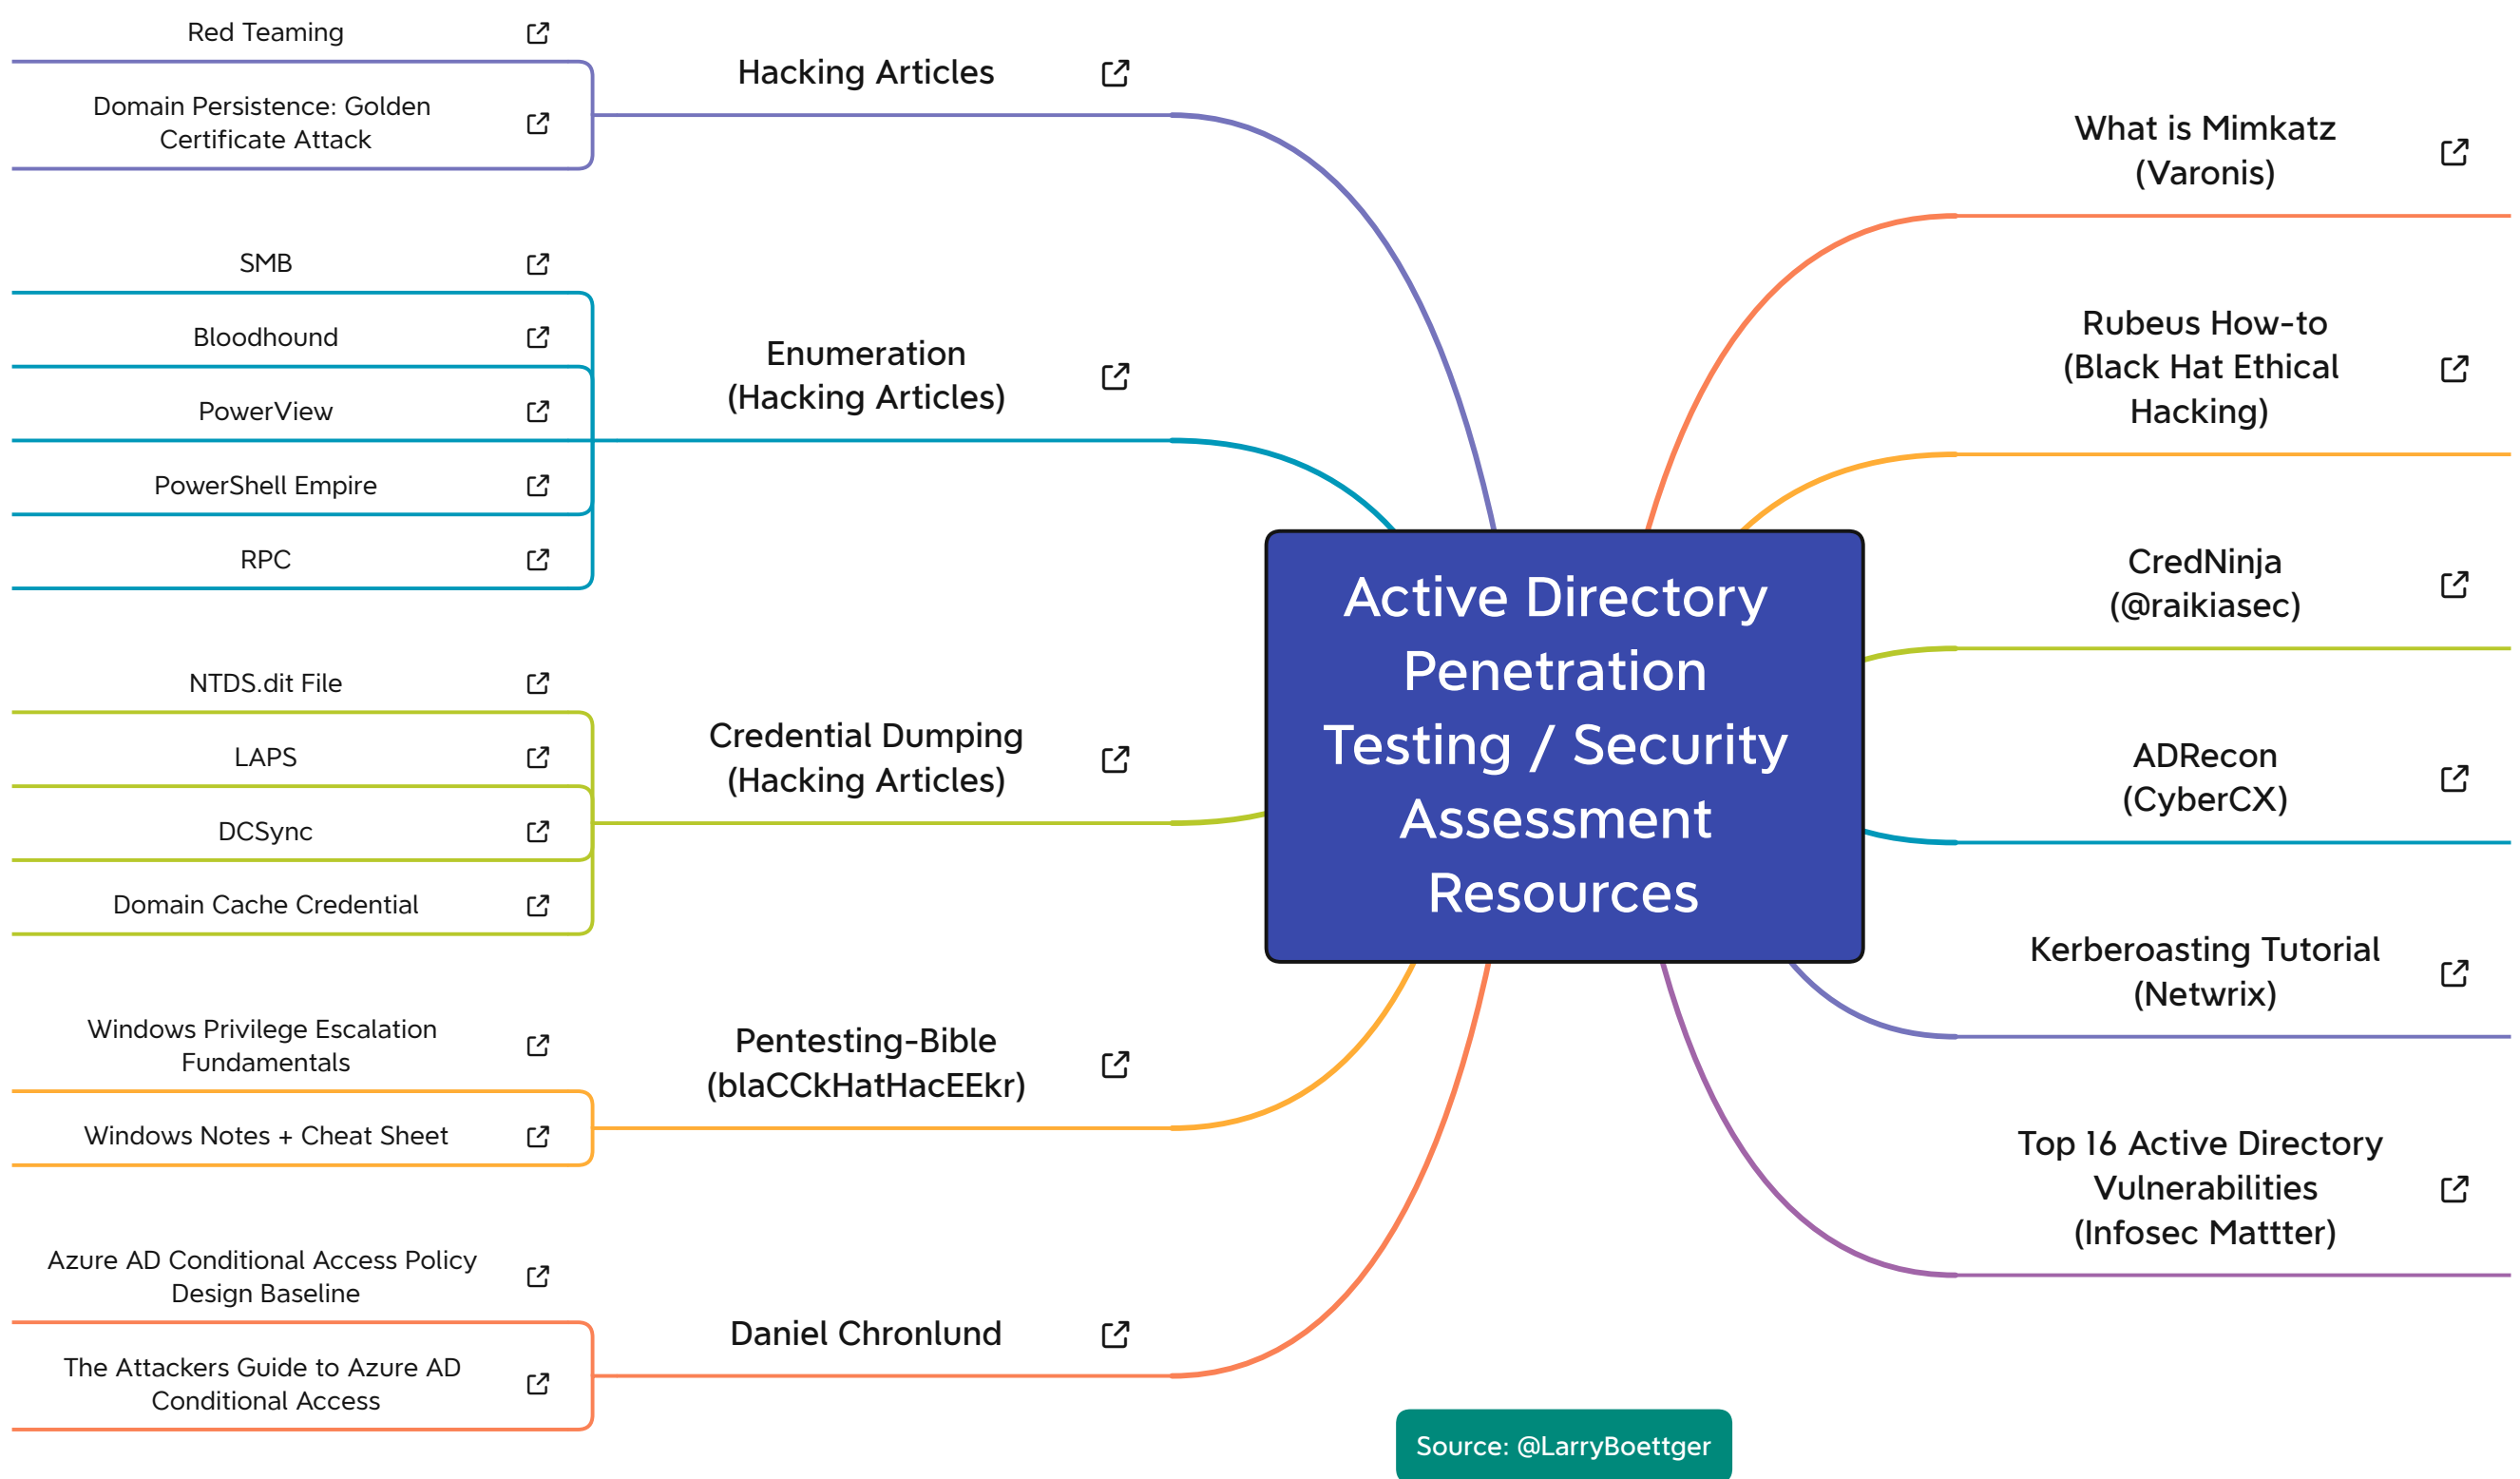 Red Teaming
Domain Persistence: Golden
Certificate Attack
Hacking Articles
SMB
Bloodhound
PowerView
PowerShell Empire
RPC
Enumeration
(Hacking Articles)
NTDS.dit File
LAPS
DCSync
Domain Cache Credential
Credential Dumping
(Hacking Articles)
Windows Privilege Escalation
Fundamentals
Windows Notes + Cheat Sheet
Pentesting-Bible
(blaCCkHatHacEEkr)
Azure AD Conditional Access Policy
Design Baseline
The Attackers Guide to Azure AD
Conditional Access
Daniel Chronlund
Active Directory
Penetration
Testing / Security
Assessment
Resources
What is Mimkatz
(Varonis)
Rubeus How-to
(Black Hat Ethical
Hacking)
CredNinja
(@raikiasec)
ADRecon
(CyberCX)
Kerberoasting Tutorial
(Netwrix)
Top 16 Active Directory
Vulnerabilities
(Infosec Mattter)
Source: @LarryBoettger